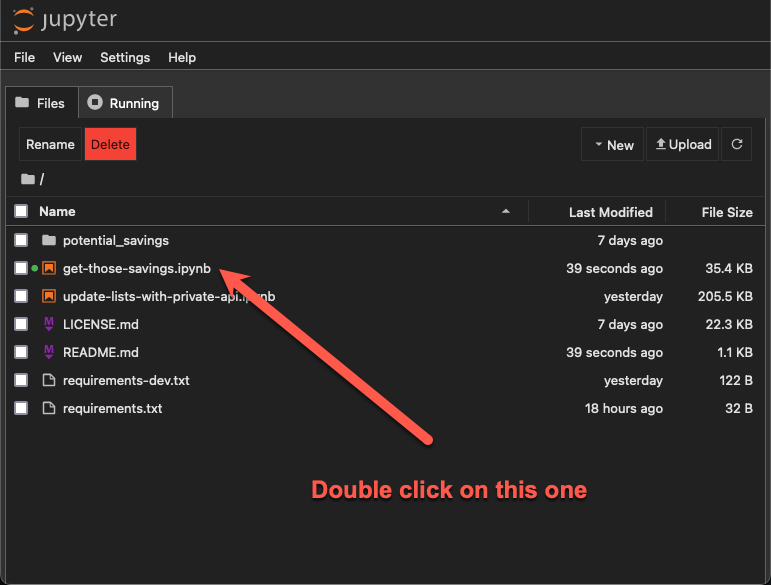 jupyter
File View Settings Help
Files Running
Rename Delete New Upload
/
Name Last Modified File Size
potential_savings 7 days ago
get-those-savings.ipynb 39 seconds ago 35.4 KB
update-lists-with-private-api.ipynb yesterday 205.5 KB
M LICENSE.md 7 days ago 22.3 KB
M README.md 39 seconds ago 1.1 KB
requirements-dev.txt yesterday 122 B
requirements.txt 18 hours ago 32 B
Double click on this one